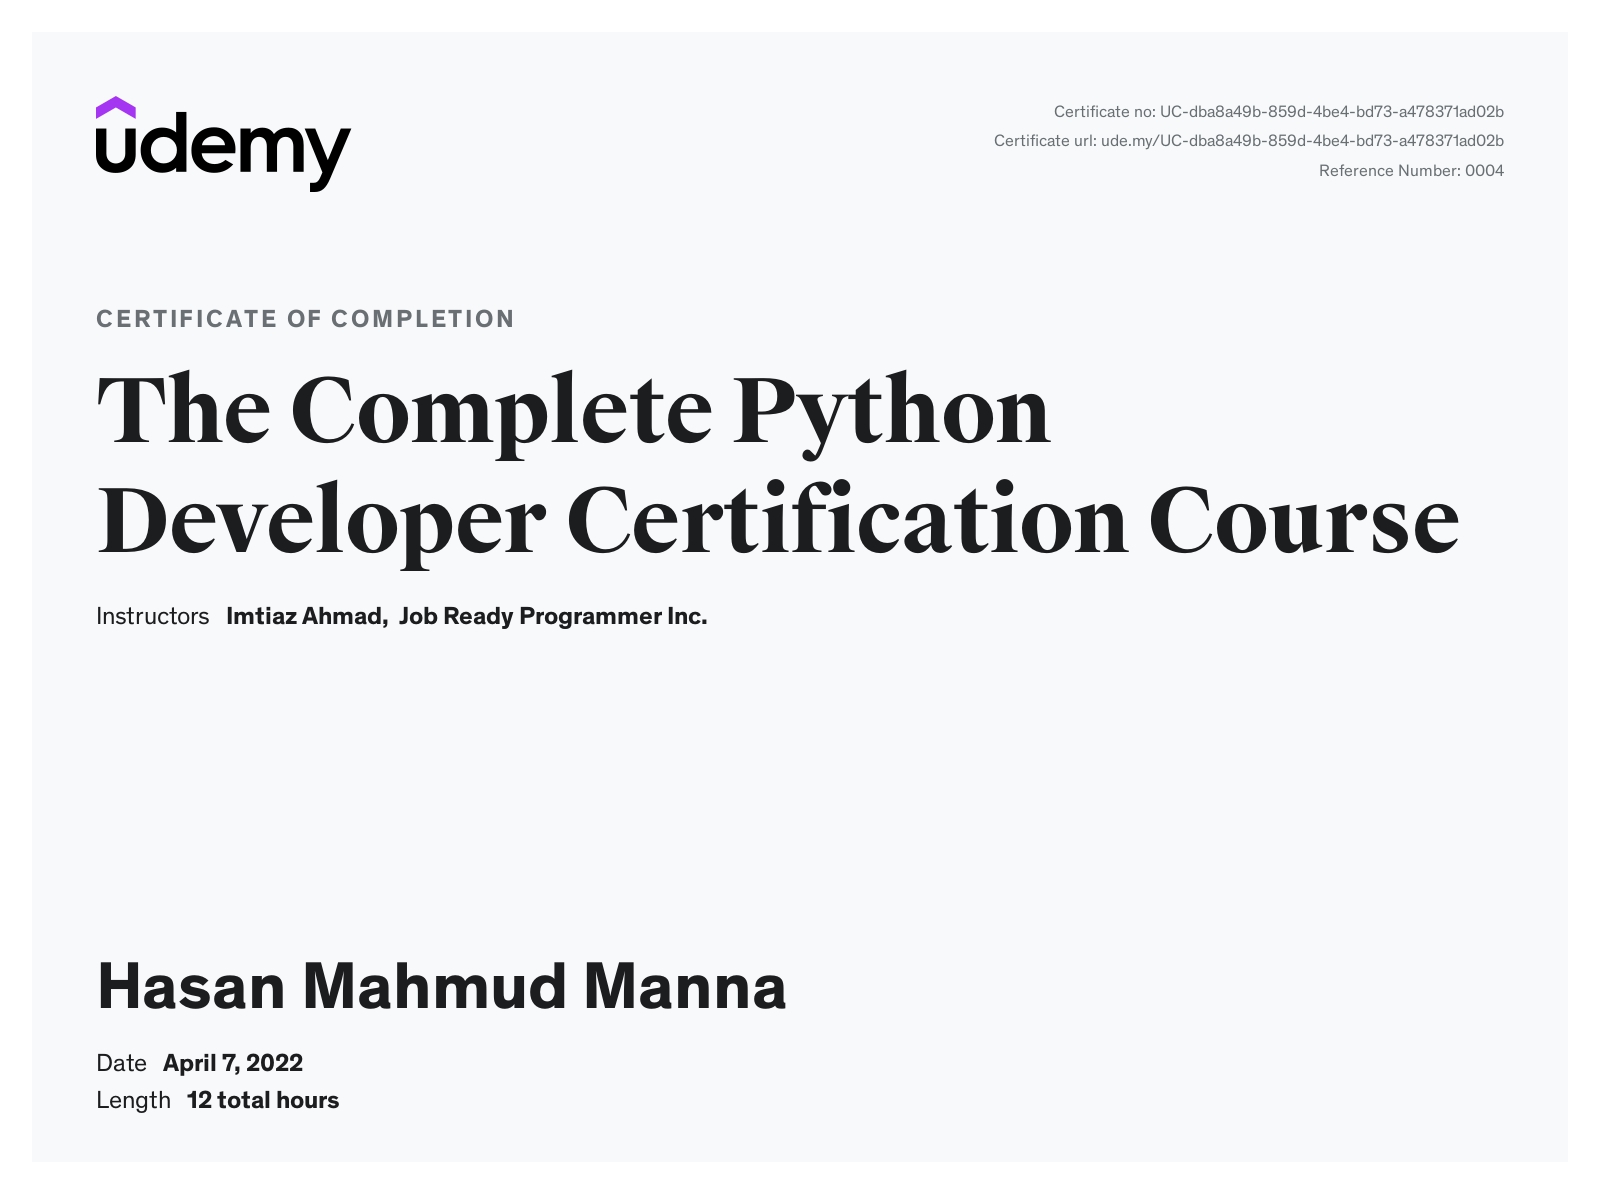 udemy
Certificate no: UC-dba8a49b-859d-4be4-bd73-a478371ad02b
Certificate url: ude.my/UC-dba8a49b-859d-4be4-bd73-a478371ad02b
Reference Number: 0004
CERTIFICATE OF COMPLETION
The Complete Python
Developer Certification Course
Instructors Imtiaz Ahmad, Job Ready Programmer Inc.
Hasan Mahmud Manna
Date April 7, 2022
Length 12 total hours